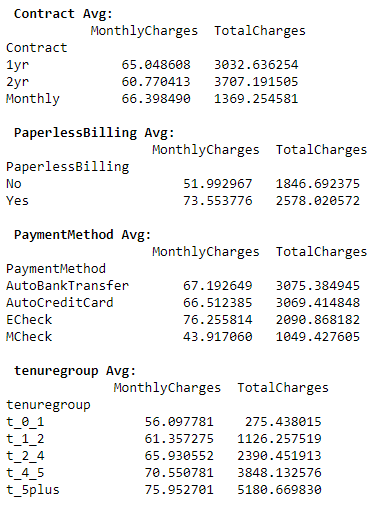 Contract Avg:
MonthlyCharges TotalCharges
Contract
1yr 65.048608 3032.636254
2yr 60.770413 3707.191505
Monthly 66.398490 1369.254581
PaperlessBilling Avg:
MonthlyCharges TotalCharges
PaperlessBilling
No 51.992967 1846.692375
Yes 73.553776 2578.020572
PaymentMethod Avg:
MonthlyCharges TotalCharges
PaymentMethod
AutoBankTransfer 67.192649 3075.384945
AutoCreditCard 66.512385 3069.414848
ECheck 76.255814 2090.868182
MCheck 43.917060 1049.427605
tenuregroup Avg:
MonthlyCharges TotalCharges
tenuregroup
t_0_1 56.097781 275.438015
t_1_2 61.357275 1126.257519
t_2_4 65.930552 2390.451913
t_4_5 70.550781 3848.132576
t_5plus 75.952701 5180.669830